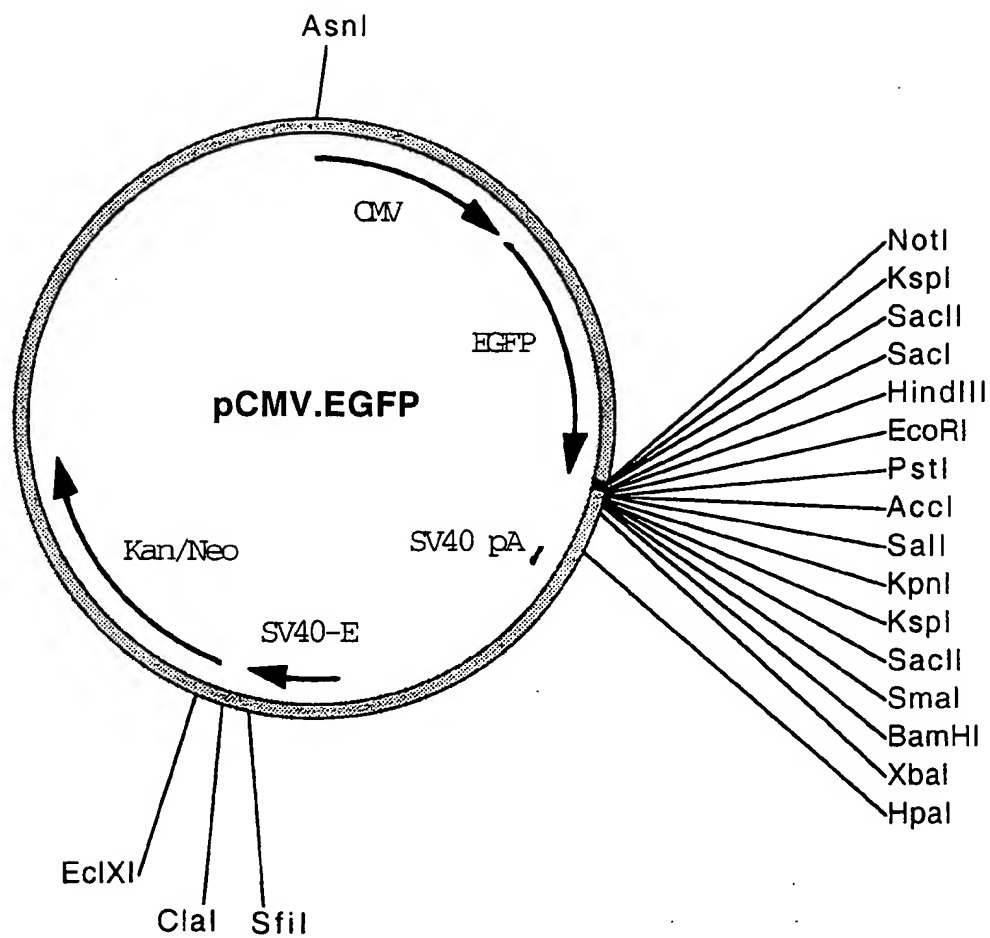 AsnI
CMV
EGFP
pCMV.EGFP
NotI
KspI
SacII
SacI
HindIII
EcoRI
PstI
AccI
SalI
KpnI
KspI
SacII
SmaI
BamHI
XbaI
HpaI
SV40 pA
Kan/Neo
SV40-E
EclXI
ClaI
SfiI